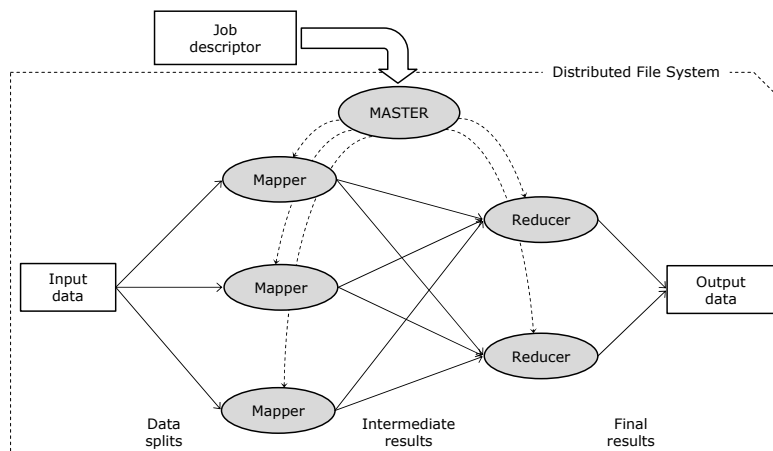 Job
descriptor
Distributed File System
MASTER
Mapper
Reducer
Input
data
Mapper
Output
data
Reducer
Mapper
Data
splits
Intermediate
results
Final
results